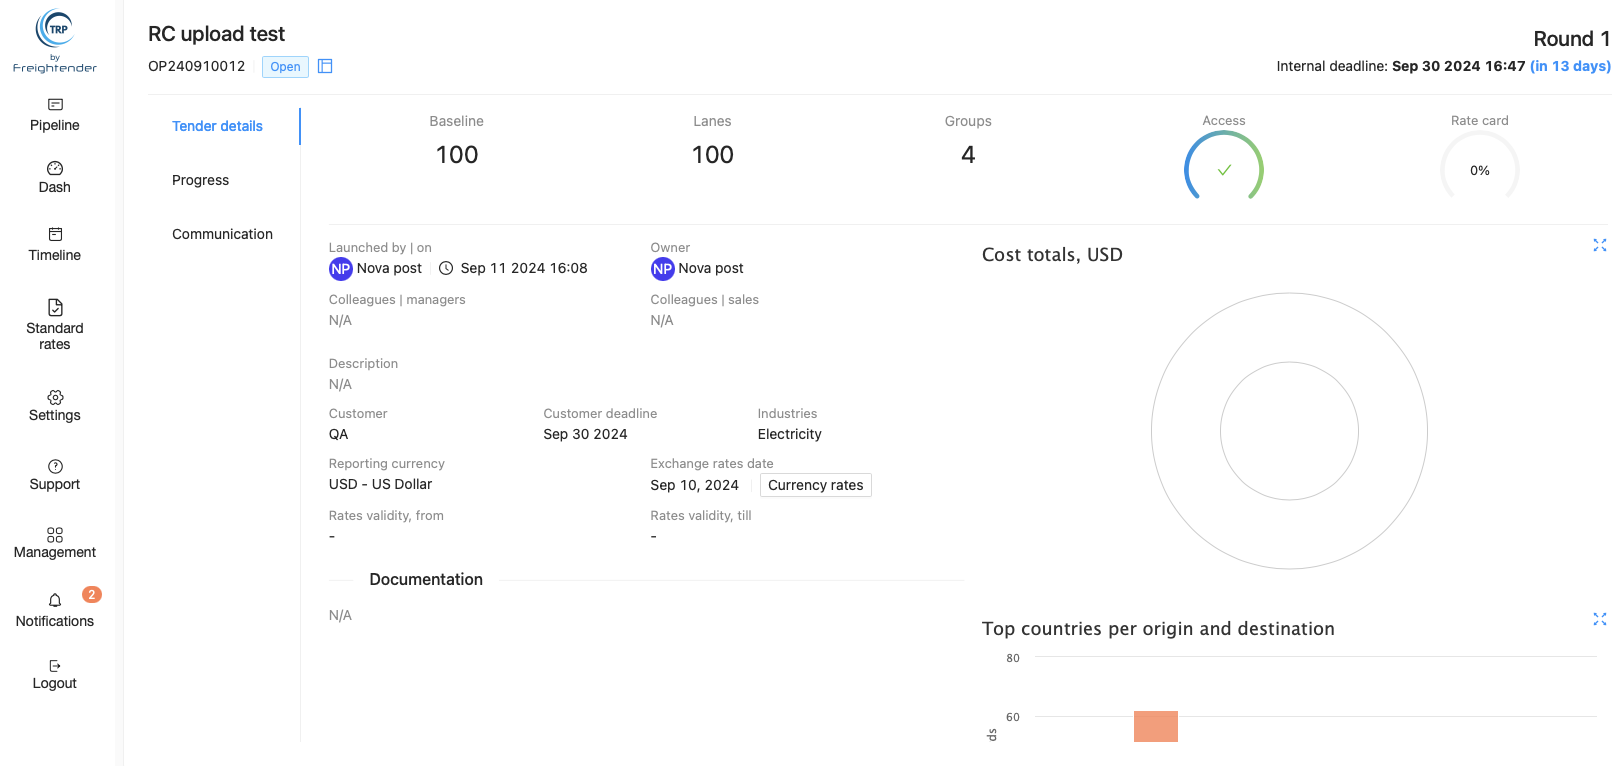 TRP
by
Freightender
Pipeline
Dash
Timeline
Standard
rates
Settings
Support
Management
2
Notifications
Logout
RC upload test
OP240910012
Open
Round 1
Internal deadline: Sep 30 2024 16:47 (in 13 days)
Tender details
Progress
Communication
Baseline
100
Lanes
100
Groups
4
Access
Rate card
0%
Launched by | on
NP Nova post
Sep 11 2024 16:08
Owner
NP Nova post
Colleagues | managers
N/A
Colleagues | sales
N/A
Description
N/A
Customer
QA
Customer deadline
Sep 30 2024
Industries
Electricity
Reporting currency
USD - US Dollar
Exchange rates date
Sep 10, 2024
Currency rates
Rates validity, from
-
Rates validity, till
-
Documentation
N/A
Cost totals, USD
Top countries per origin and destination
80
60
ds